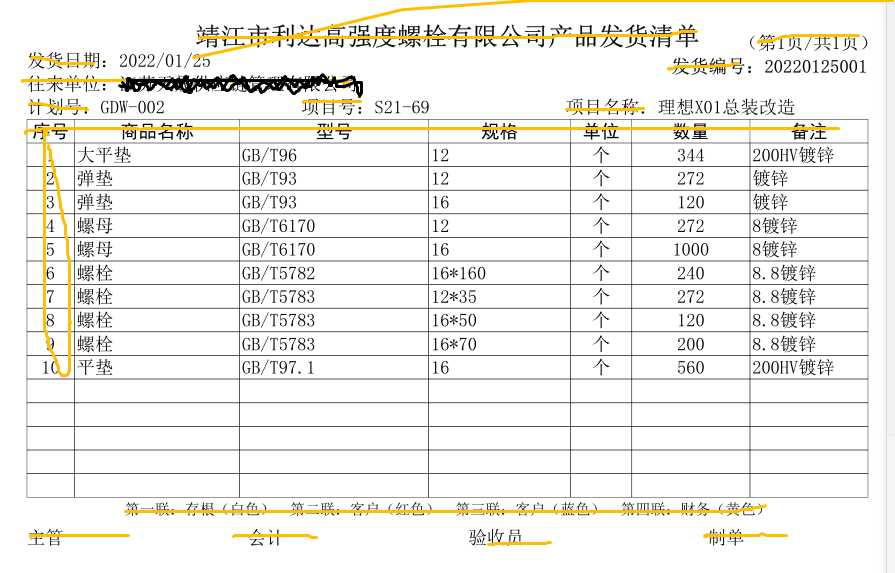 靖江市利达高强度螺栓有限公司产品发货清单
(第1页/共1页)
发货日期: 2022/01/25
发货编号: 20220125001
往来单位:
计划号: GDW-002 项目号: S21-69 项目名称: 理想X01总装改造
序号 商品名称 型号 规格 单位 数量 备注
1 大平垫 GB/T96 12 个 344 200HV镀锌
2 弹垫 GB/T93 12 个 272 镀锌
3 弹垫 GB/T93 16 个 120 镀锌
4 螺母 GB/T6170 12 个 272 8镀锌
5 螺母 GB/T6170 16 个 1000 8镀锌
6 螺栓 GB/T5782 16*160 个 240 8.8镀锌
7 螺栓 GB/T5783 12*35 个 272 8.8镀锌
8 螺栓 GB/T5783 16*50 个 120 8.8镀锌
9 螺栓 GB/T5783 16*70 个 200 8.8镀锌
10 平垫 GB/T97.1 16 个 560 200HV镀锌
第一联: 存根(白色) 第二联: 客户(红色) 第三联: 客户(蓝色) 第四联: 财务(黄色)
主管 会计 验收员 制单